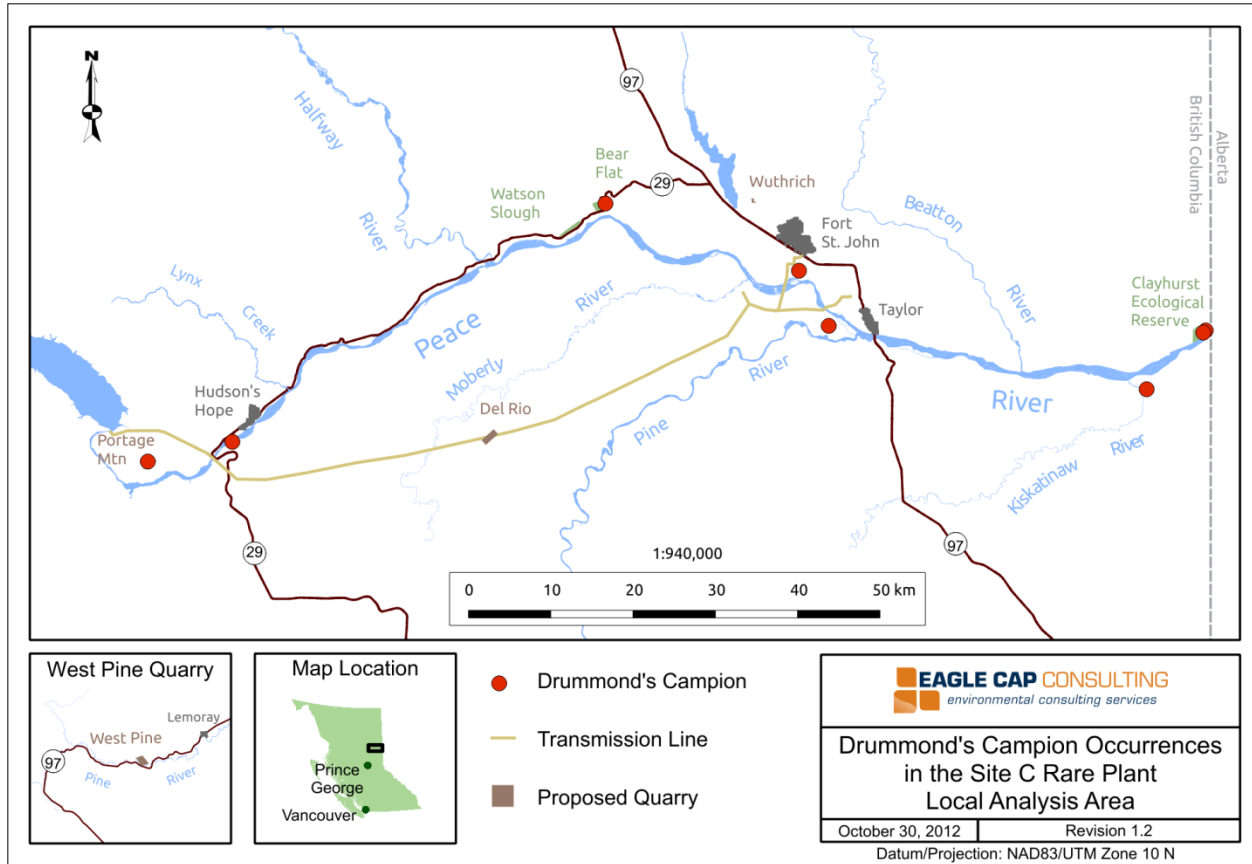 N
97
Halfway
River
Bear
Flat
29
Wuthrich
Watson
Slough
Fort
St. John
Beatton
River
British Columbia
Alberta
Lynx
Creek
Peace
Moberly
River
Taylor
Clayhurst
Ecological
Reserve
Hudson's
Hope
Del Rio
Pine
River
River
Portage
Mtn
Kiskatinaw
River
29
97
1:940,000
0 10 20 30 40 50 km
West Pine Quarry
Lemoray
West Pine
97
Pine
River
Map Location
Prince
George
Vancouver
Drummond's Campion
Transmission Line
Proposed Quarry
EAGLE CAP CONSULTING
environmental consulting services
Drummond's Campion Occurrences
in the Site C Rare Plant
Local Analysis Area
October 30, 2012
Revision 1.2
Datum/Projection: NAD83/UTM Zone 10 N